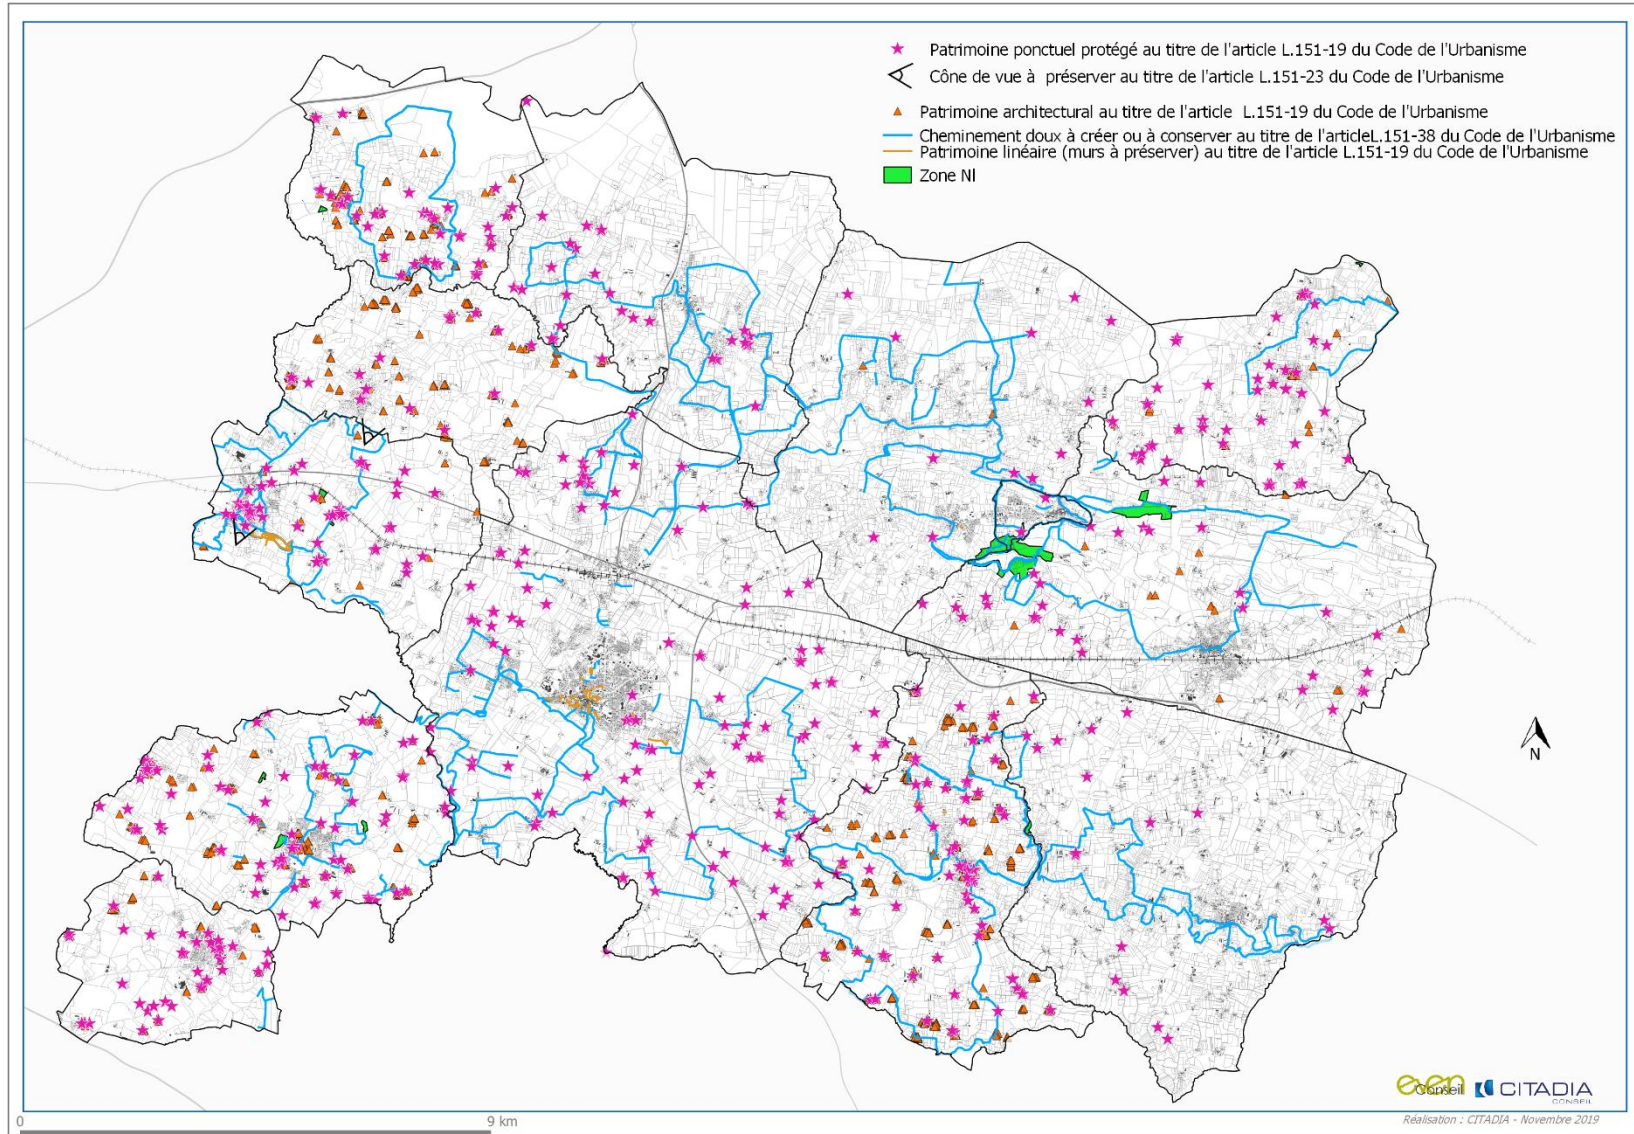 Patrimoine ponctuel protégé au titre de l'article L.151-19 du Code de l'Urbanisme
Cône de vue à préserver au titre de l'article L.151-23 du Code de l'Urbanisme
Patrimoine architectural au titre de l'article L.151-19 du Code de l'Urbanisme
Cheminement doux à créer ou à conserver au titre de l'articleL.151-38 du Code de l'Urbanisme
Patrimoine linéaire (murs à préserver) au titre de l'article L.151-19 du Code de l'Urbanisme
Zone Nl
N
even Conseil CITADIA CONSEIL
Réalisation : CITADIA - Novembre 2019
0 9 km